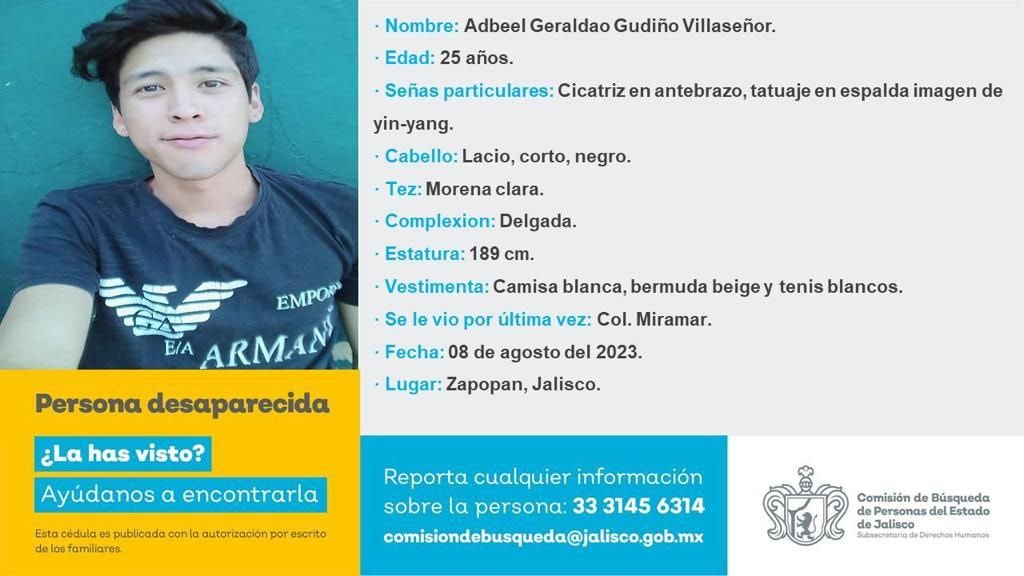 EMPOR
E/A ARMAN
Persona desaparecida
¿La has visto?
Ayúdanos a encontrarla
Esta cédula es publicada con la autorización por escrito
de los familiares.
· Nombre: Adbeel Geraldao Gudiño Villaseñor.
· Edad: 25 años.
· Señas particulares: Cicatriz en antebrazo, tatuaje en espalda imagen de
yin-yang.
· Cabello: Lacio, corto, negro.
· Tez: Morena clara.
· Complexion: Delgada.
· Estatura: 189 cm.
· Vestimenta: Camisa blanca, bermuda beige y tenis blancos.
· Se le vio por última vez: Col. Miramar.
· Fecha: 08 de agosto del 2023.
· Lugar: Zapopan, Jalisco.
Reporta cualquier información
sobre la persona: 33 3145 6314
comisiondebusqueda@jalisco.gob.mx
Comisión de Búsqueda
de Personas del Estado
de Jalisco
Subsecretaría de Derechos Humanos